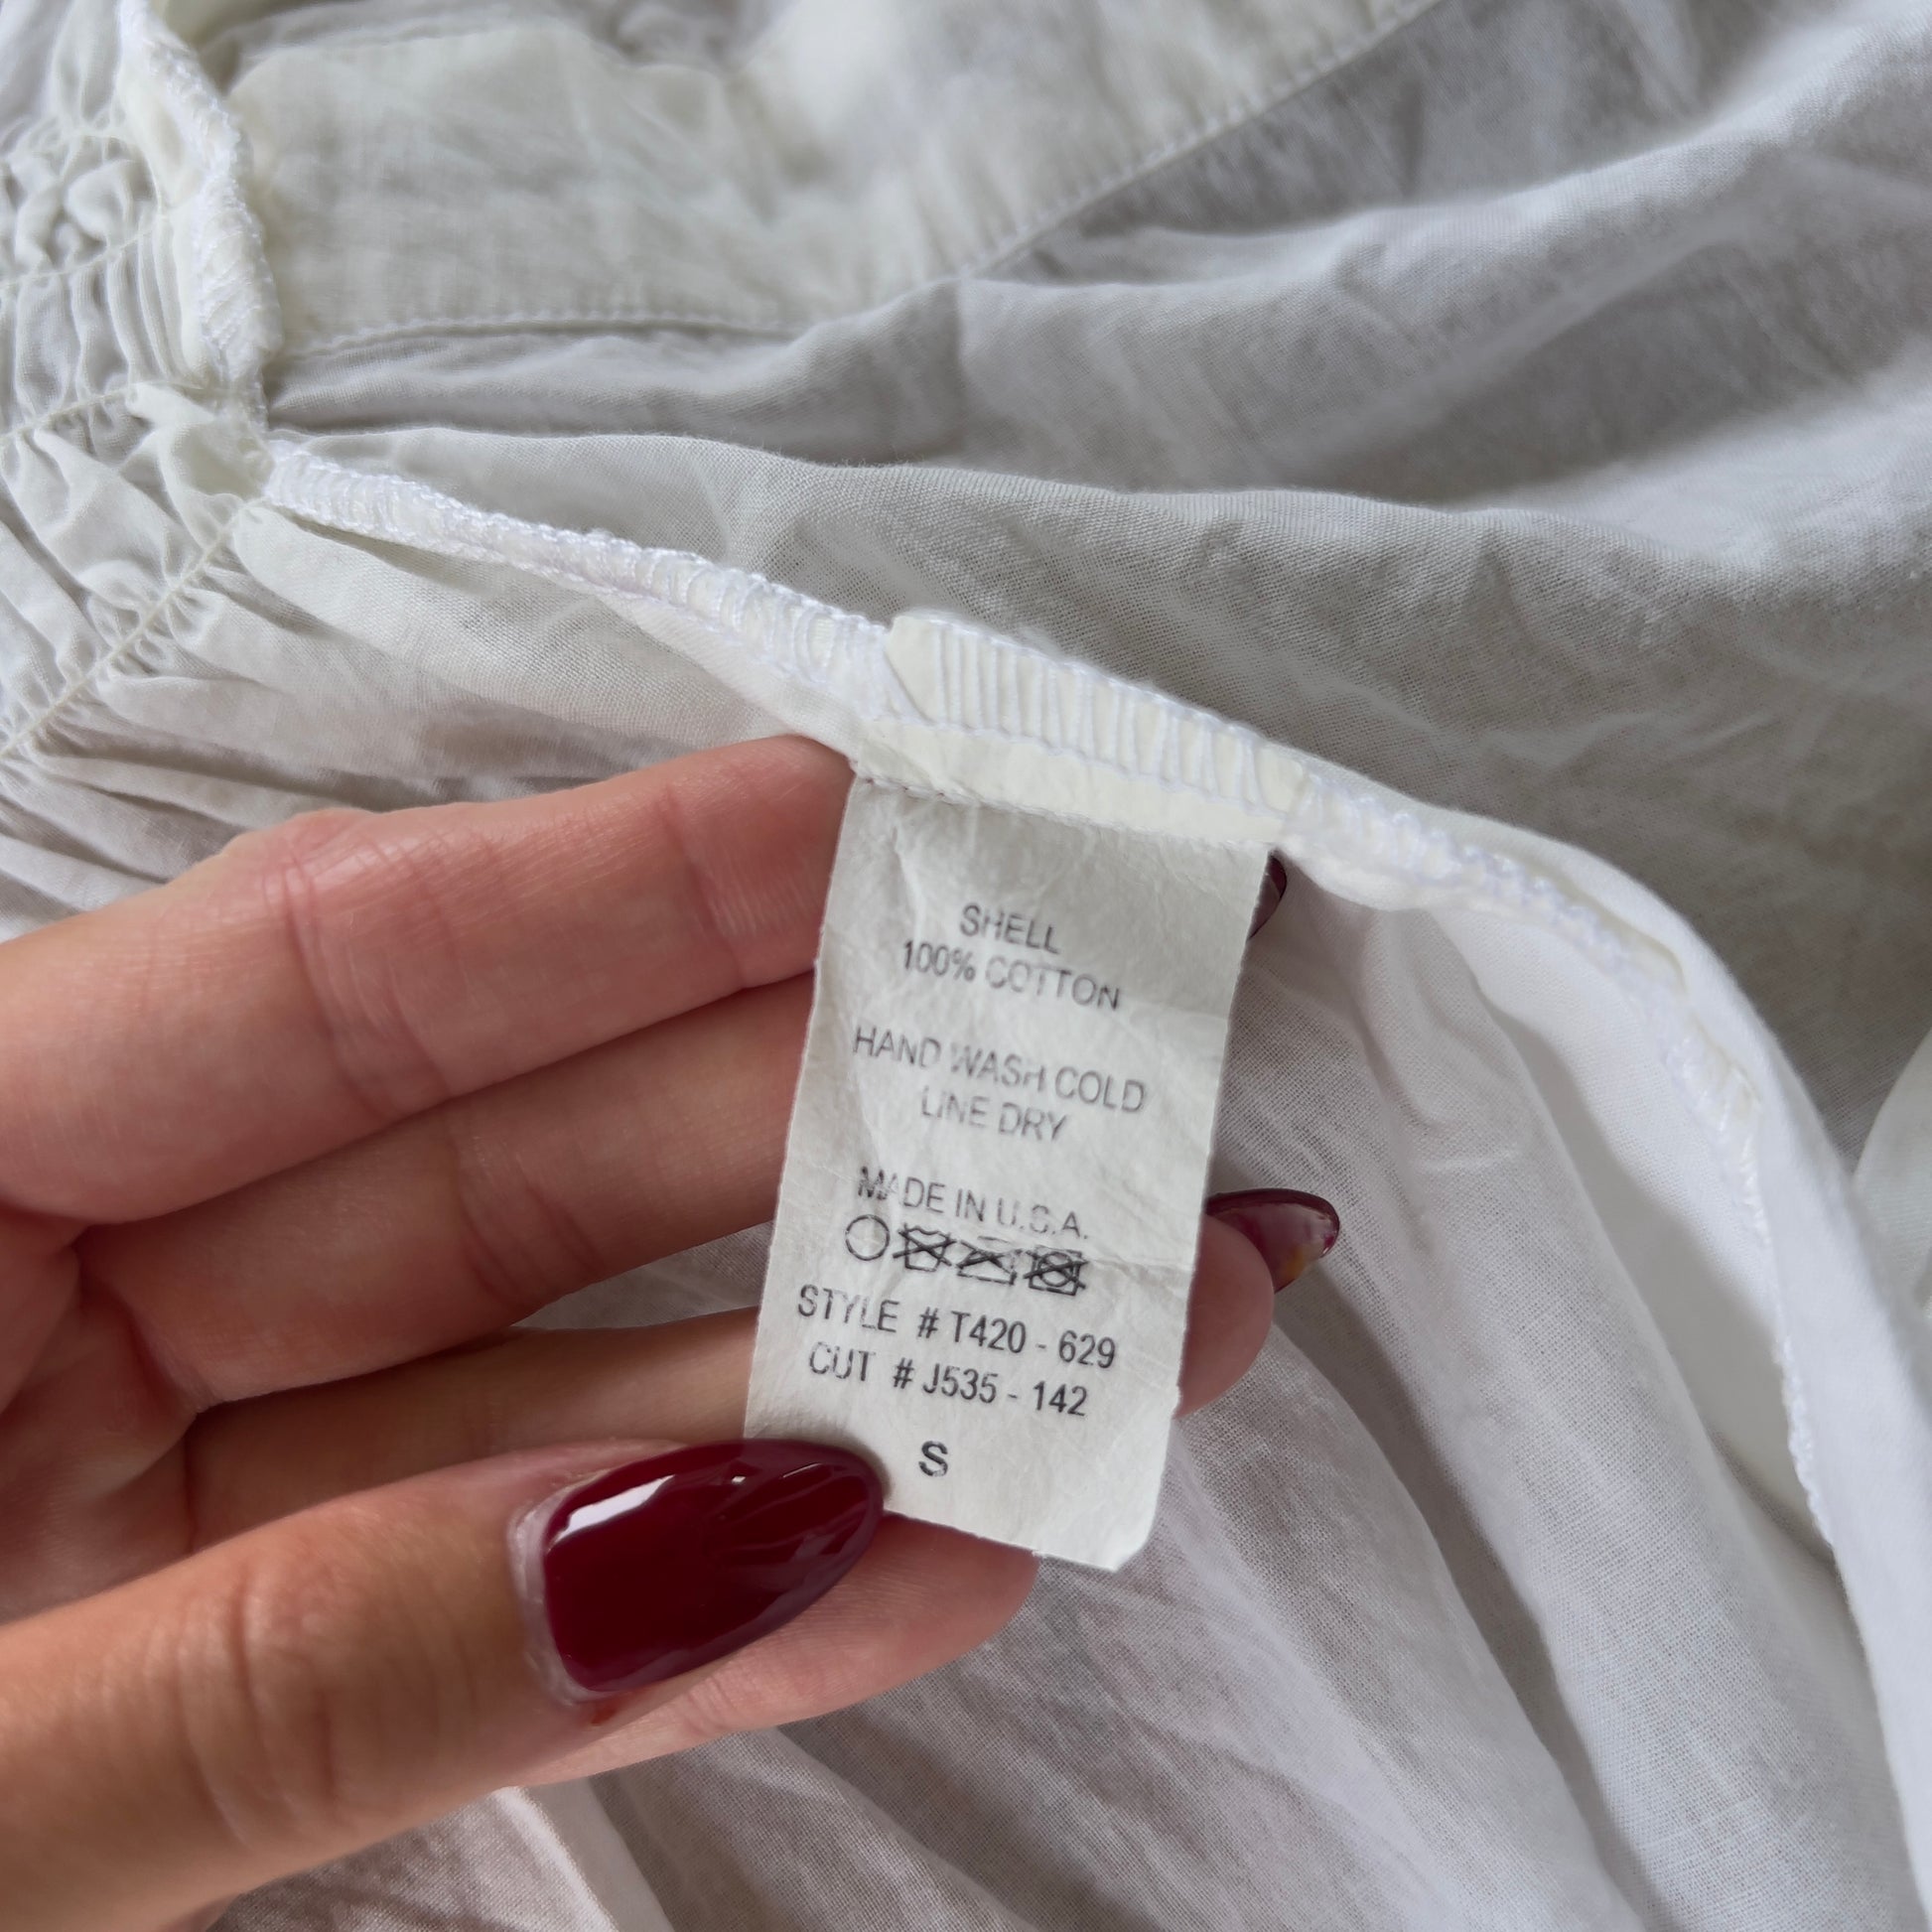 SHELL
100% COTTON
HAND WASH COLD
LINE DRY
MADE IN U.S.A.
STYLE # T420 - 629
CUT # J535 - 142
S